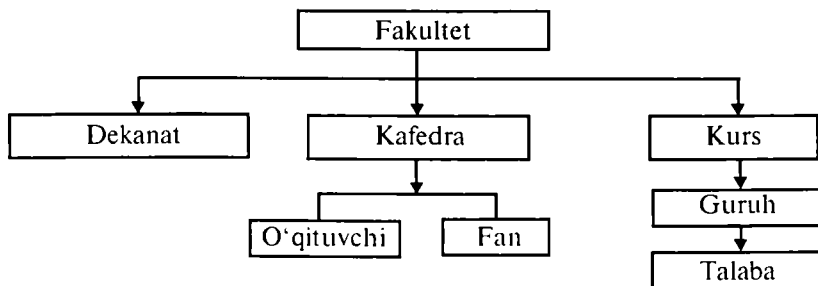 Fakultet
Dekanat
Kafedra
Kurs
O‘qituvchi
Fan
Guruh
Talaba